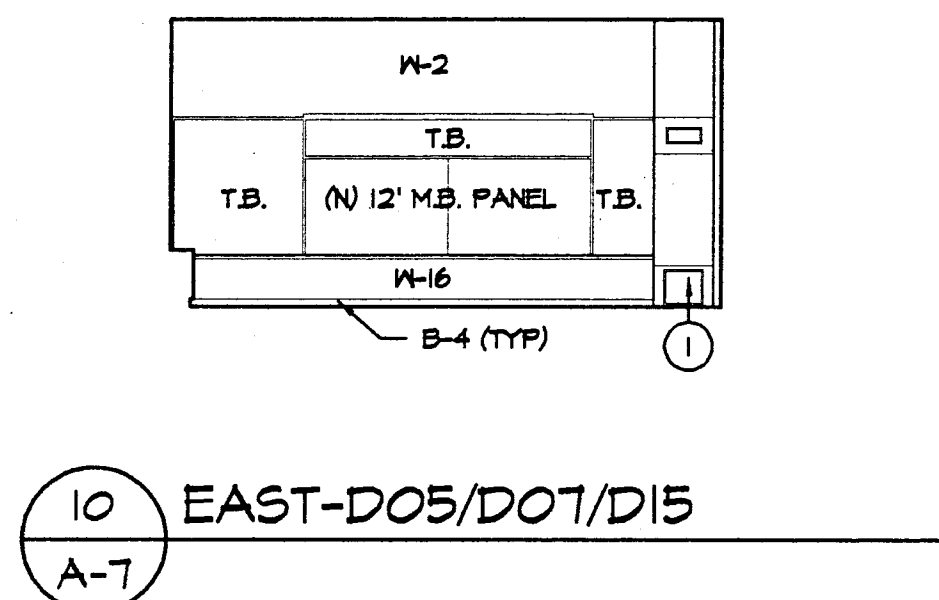 W-2
T.B.
T.B.
(N) 12' M.B. PANEL
T.B.
W-16
B-4 (TYP)
1
10
EAST-D05/D07/D15
A-7